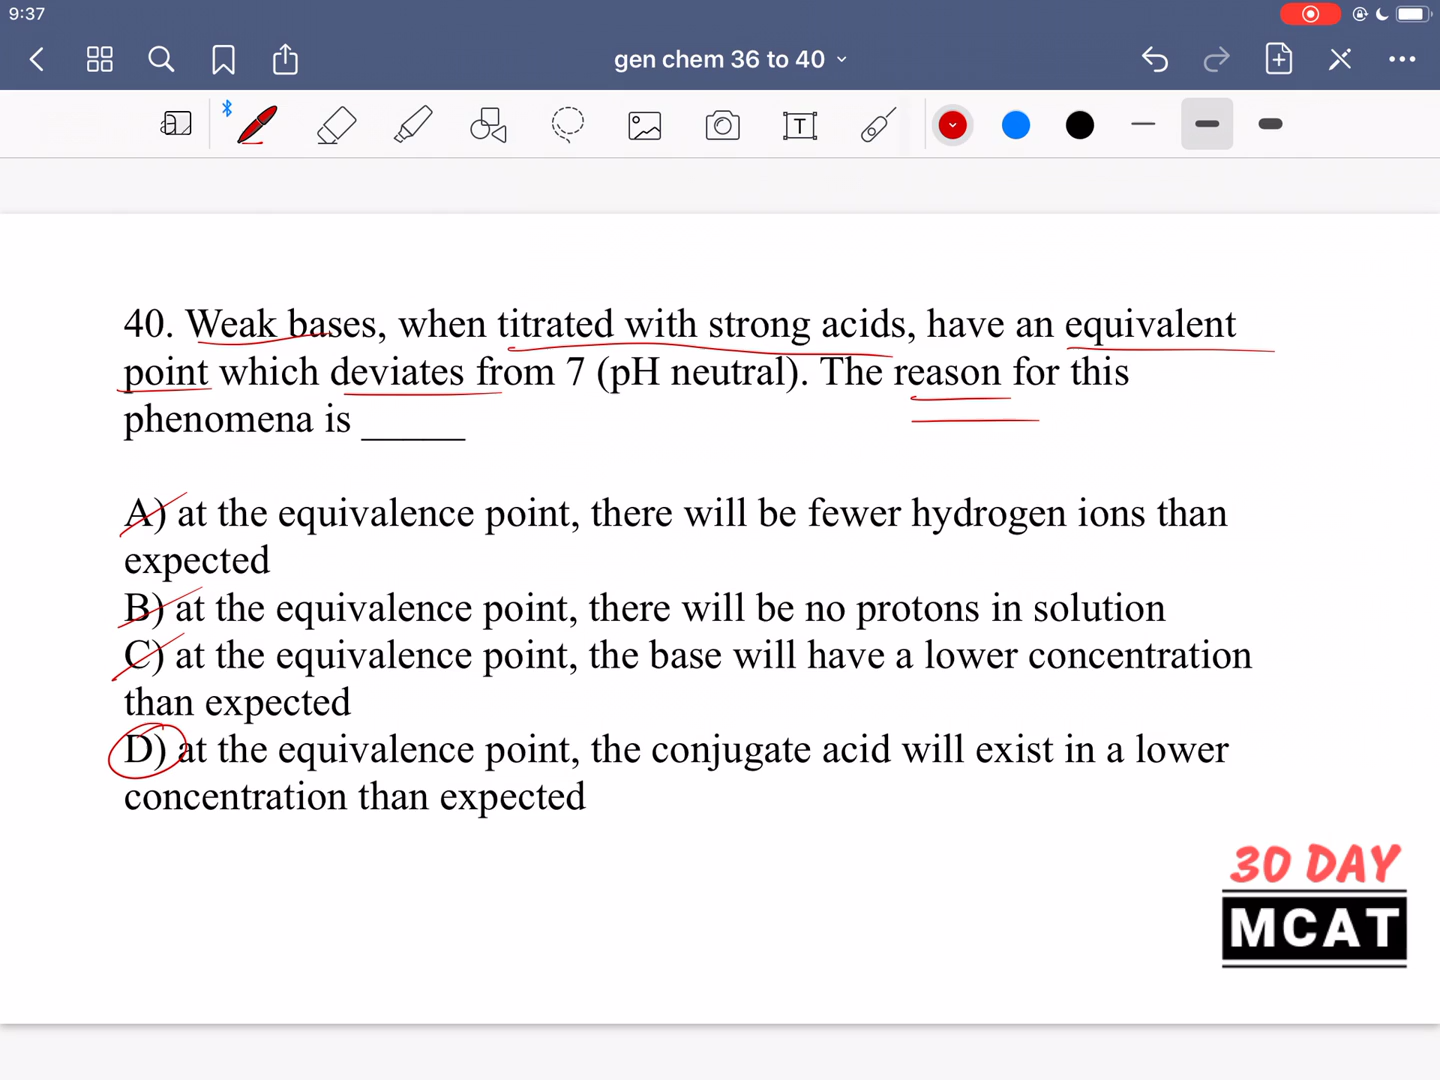 9:37
gen chem 36 to 40
T
40. Weak bases, when titrated with strong acids, have an equivalent
point which deviates from 7 (pH neutral). The reason for this
phenomena is _____
A) at the equivalence point, there will be fewer hydrogen ions than
expected
B) at the equivalence point, there will be no protons in solution
C) at the equivalence point, the base will have a lower concentration
than expected
D) at the equivalence point, the conjugate acid will exist in a lower
concentration than expected
30 DAY
MCAT